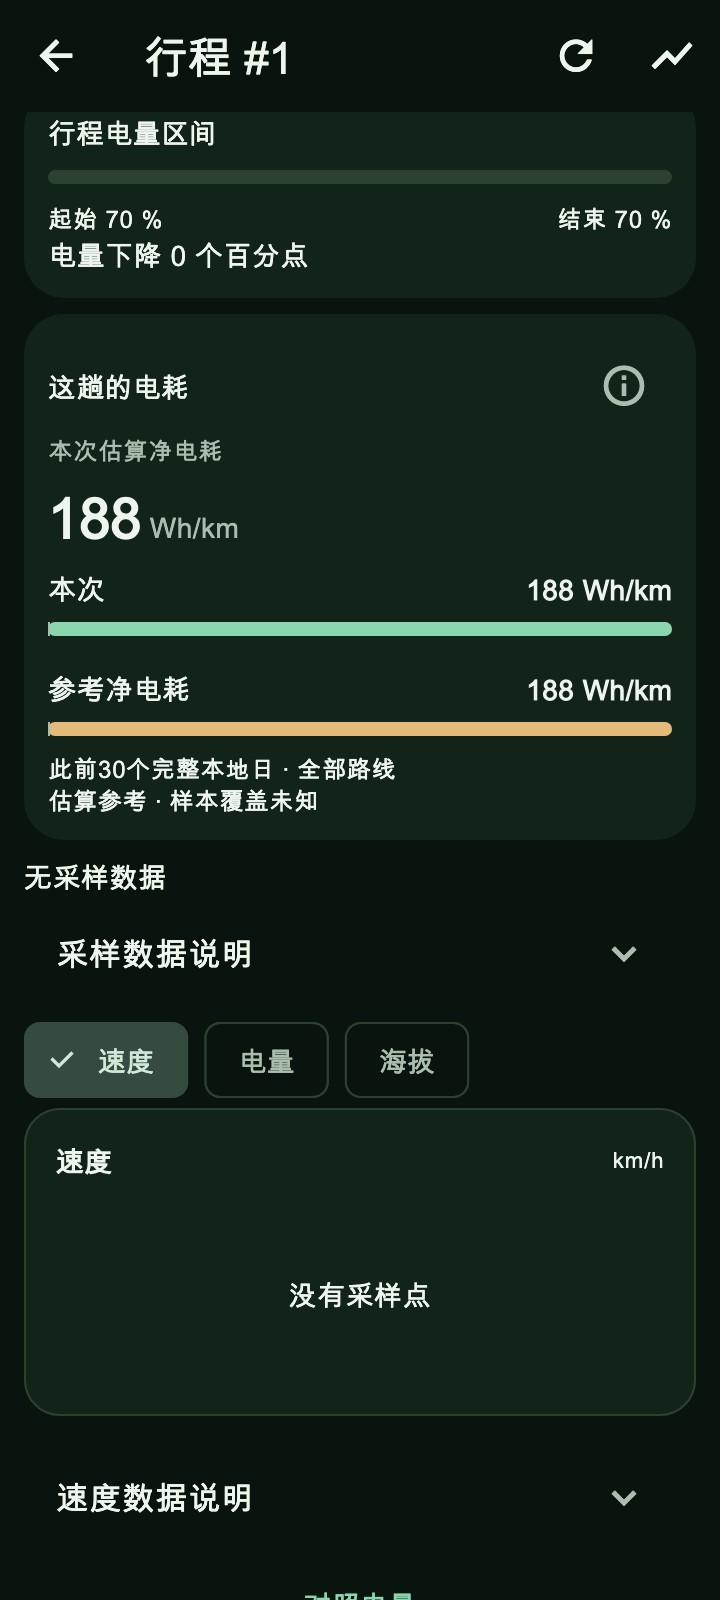 行程 #1
行程电量区间
起始 70 %
结束 70 %
电量下降 0 个百分点
这趟的电耗
本次估算净电耗
188 Wh/km
本次
188 Wh/km
参考净电耗
188 Wh/km
此前30个完整本地日 · 全部路线
估算参考 · 样本覆盖未知
无采样数据
采样数据说明
速度
电量
海拔
速度
km/h
没有采样点
速度数据说明